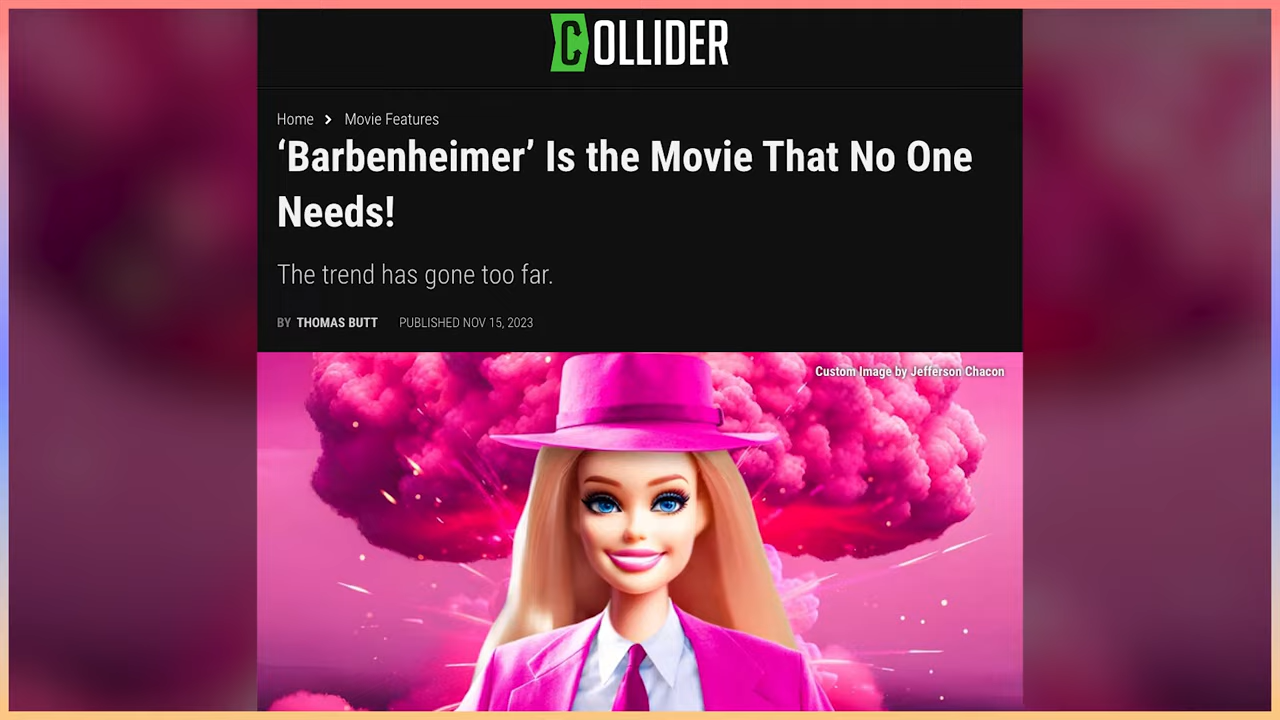 COLLIDER
Home > Movie Features
‘Barbenheimer’ Is the Movie That No One
Needs!
The trend has gone too far.
BY THOMAS BUTT PUBLISHED NOV 15, 2023
Custom Image by Jefferson Chacon